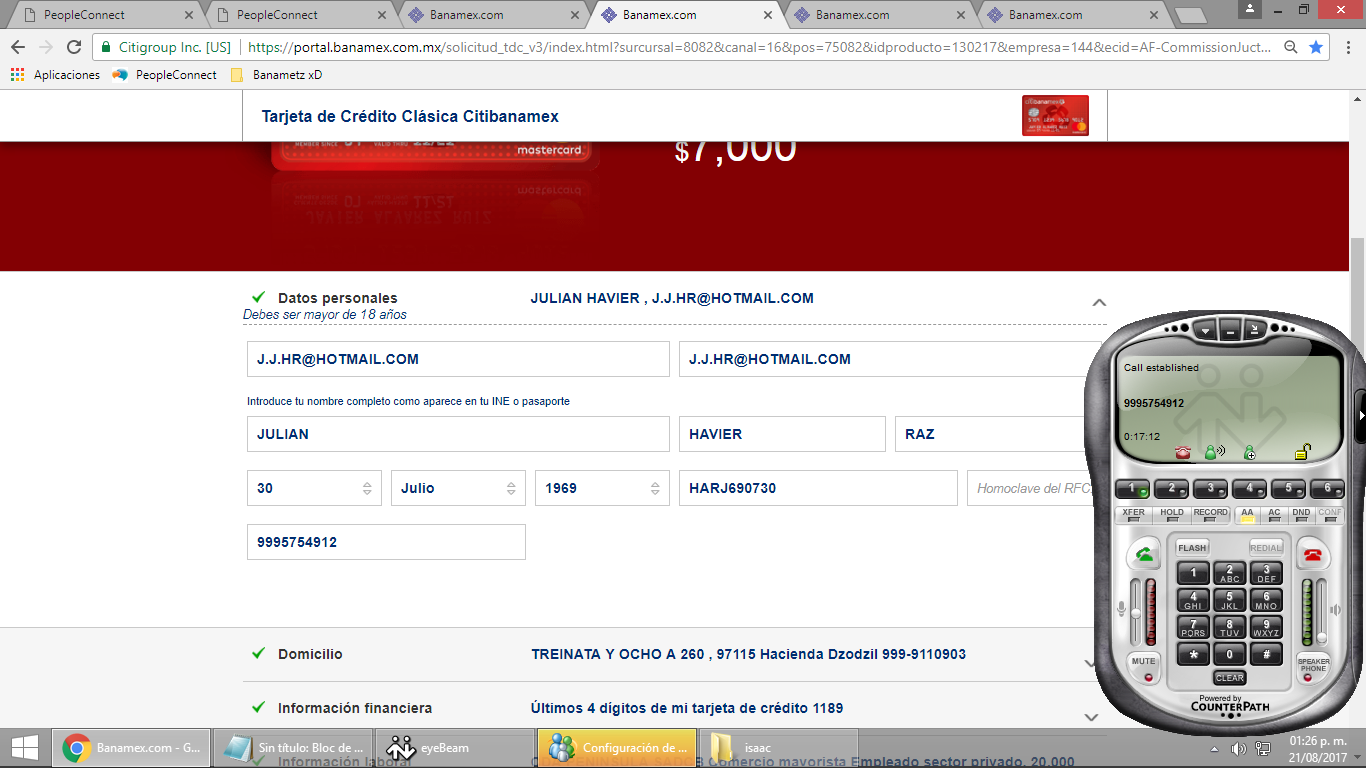 PeopleConnect
PeopleConnect
Banamex.com
Banamex.com
Banamex.com
Banamex.com
Citigroup Inc. [US]
https://portal.banamex.com.mx/solicitud_tdc_v3/index.html?surcursal=8082&canal=16&pos=75082&idproducto=130217&empresa=144&ecid=AF-CommissionJuct...
Aplicaciones
PeopleConnect
Banametz xD
Tarjeta de Crédito Clásica Citibanamex
MEMBER SINCE
VALID THRU
mastercard
$7,000
JAVIER ALVAREZ RUIZ
Datos personales
JULIAN HAVIER , J.J.HR@HOTMAIL.COM
Debes ser mayor de 18 años
J.J.HR@HOTMAIL.COM
J.J.HR@HOTMAIL.COM
Introduce tu nombre completo como aparece en tu INE o pasaporte
JULIAN
HAVIER
RAZ
30
Julio
1969
HARJ690730
Homoclave del RFC
9995754912
Domicilio
TREINATA Y OCHO A 260 , 97115 Hacienda Dzodzil 999-9110903
Información financiera
Últimos 4 dígitos de mi tarjeta de crédito 1189
Información laboral
Comercio mayorista Empleado sector privado, 20,000
Call established
9995754912
0:17:12
1
2
3
4
5
6
XFER
HOLD
RECORD
AA
AC
DND
CONF
FLASH
REDIAL
1
2 ABC
3 DEF
4 GHI
5 JKL
6 MNO
7 PQRS
8 TUV
9 WXYZ
*
0
#
MUTE
CLEAR
SPEAKER PHONE
Powered by
COUNTERPATH
Banamex.com - G...
Sin título: Bloc de ...
eyeBeam
Configuración de ...
isaac
01:26 p. m.
21/08/2017